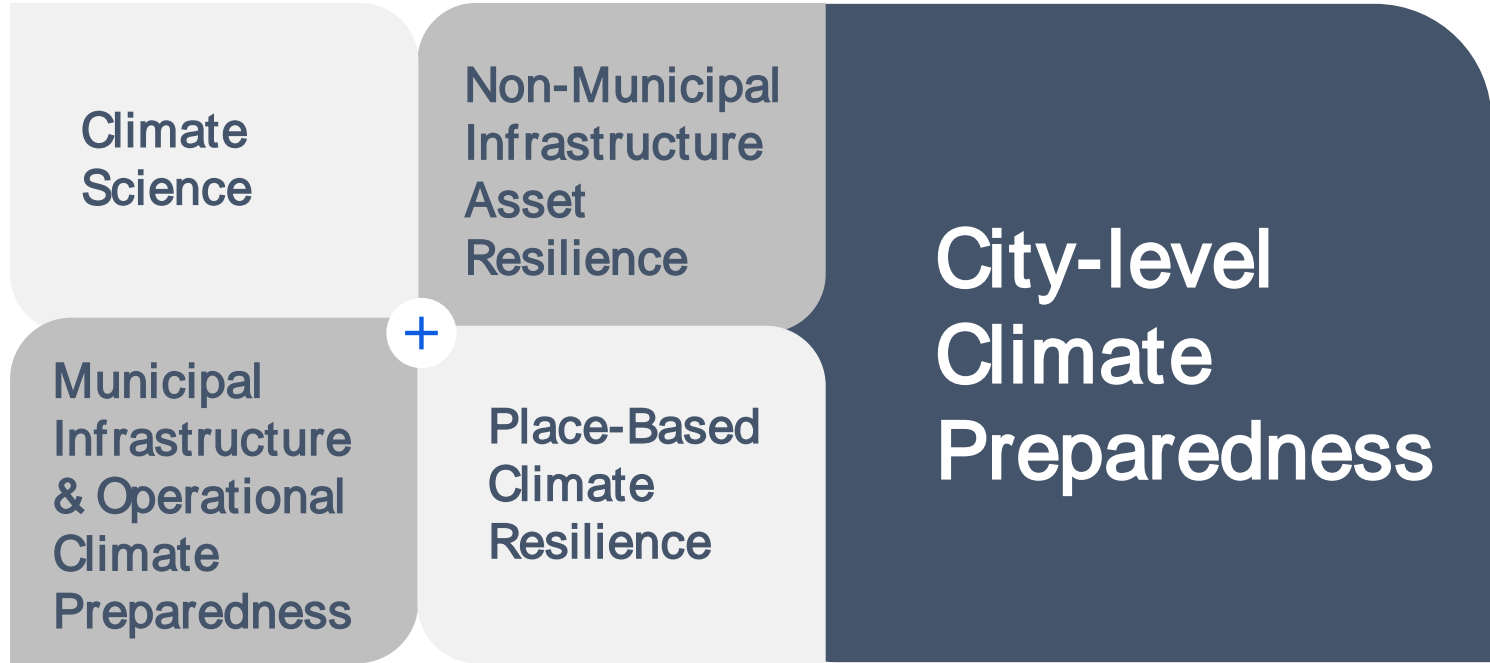 Climate
Science
Non-Municipal
Infrastructure
Asset
Resilience
Municipal
Infrastructure
& Operational
Climate
Preparedness
+
Place-Based
Climate
Resilience
City-level
Climate
Preparedness